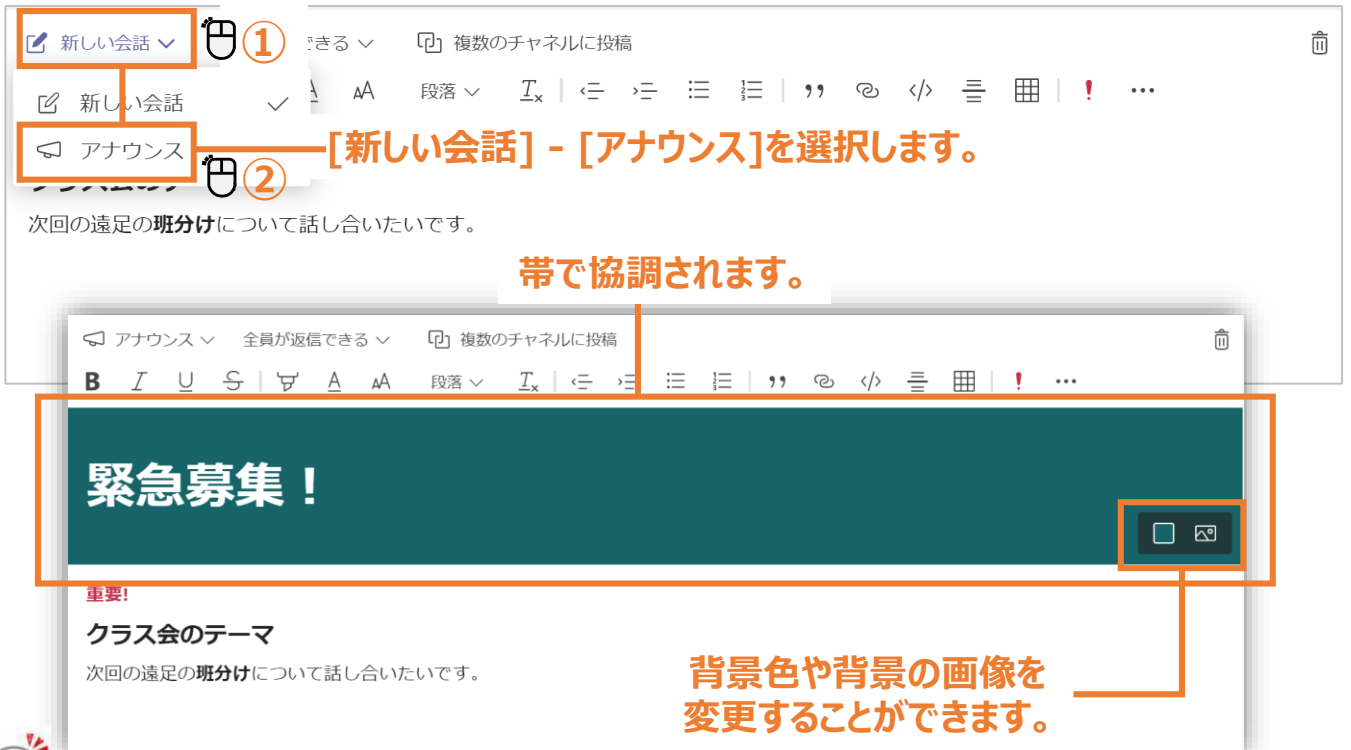 新しい会話 ① できる 複数のチャネルに投稿
AA 段落
新しい会話
アナウンス
[新しい会話] - [アナウンス]を選択します。
②
次回の遠足の班分けについて話し合いたいです。
帯で協調されます。
アナウンス 全員が返信できる 複数のチャネルに投稿
B I U S A AA 段落 Tx
緊急募集！
重要!
クラス会のテーマ
次回の遠足の班分けについて話し合いたいです。
背景色や背景の画像を
変更することができます。